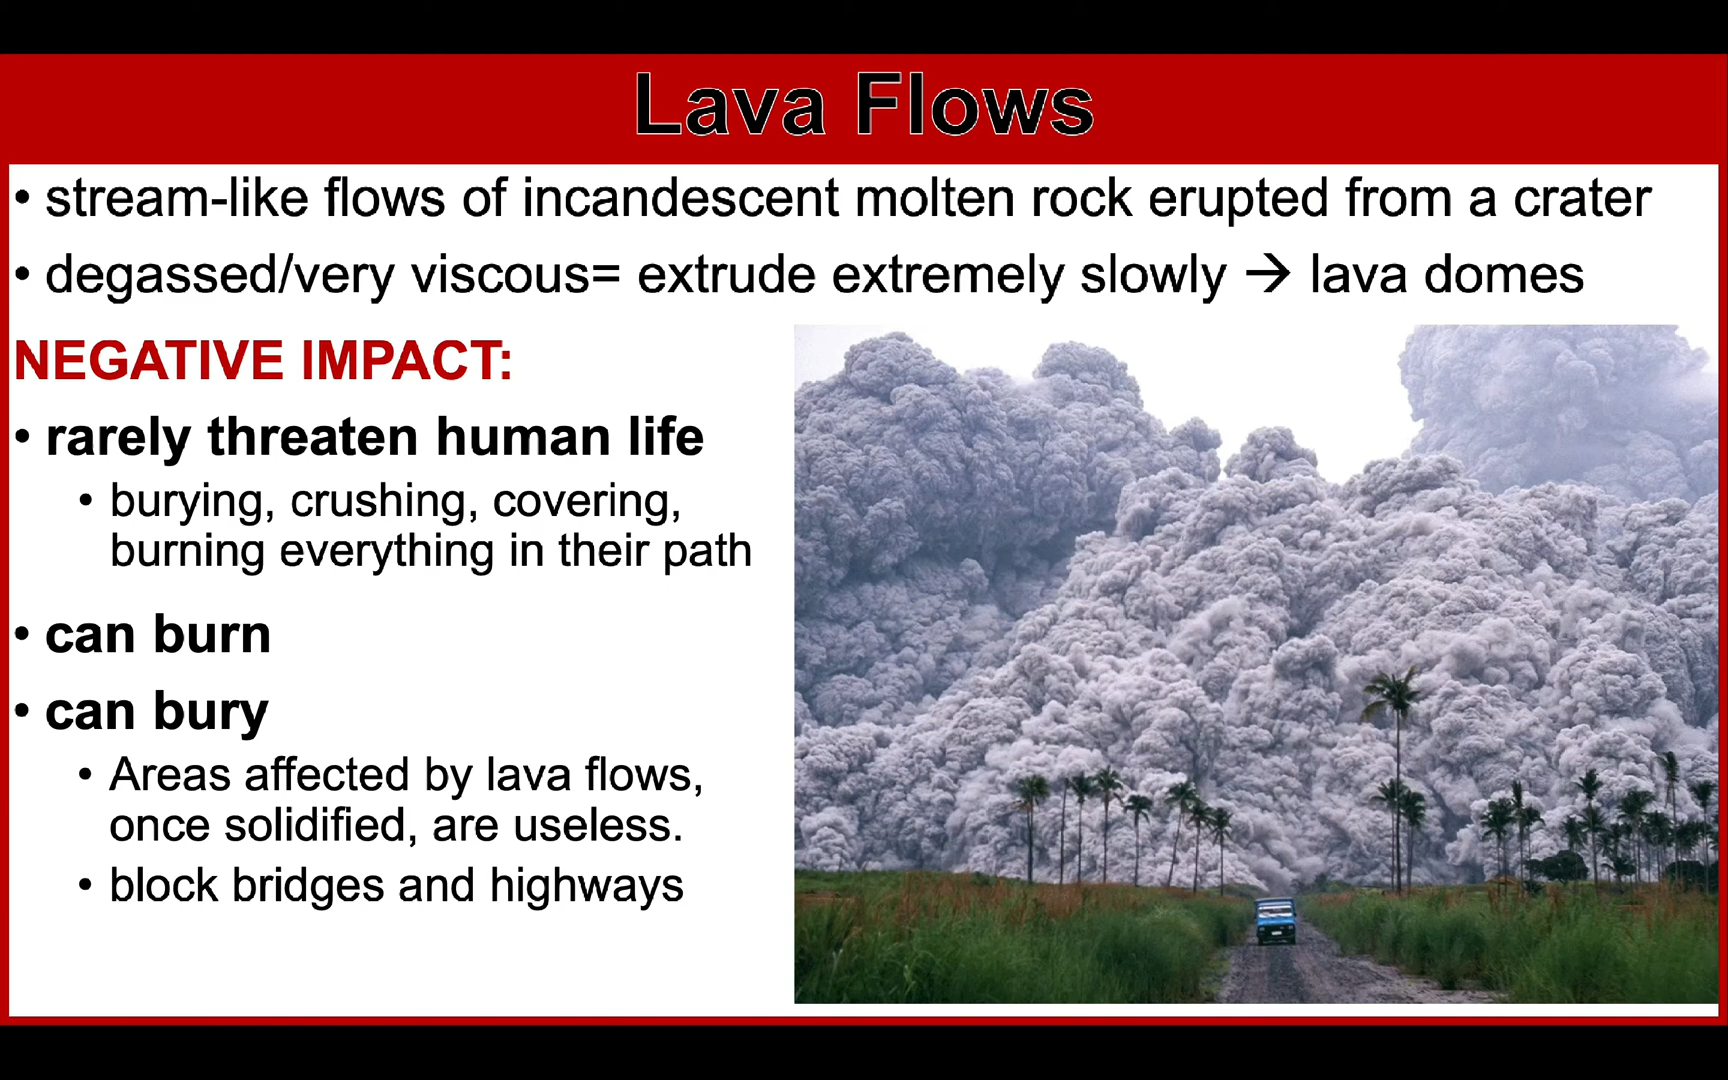 Lava Flows
• stream-like flows of incandescent molten rock erupted from a crater
• degassed/very viscous= extrude extremely slowly → lava domes
NEGATIVE IMPACT:
• rarely threaten human life
• burying, crushing, covering,
burning everything in their path
• can burn
• can bury
• Areas affected by lava flows,
once solidified, are useless.
• block bridges and highways